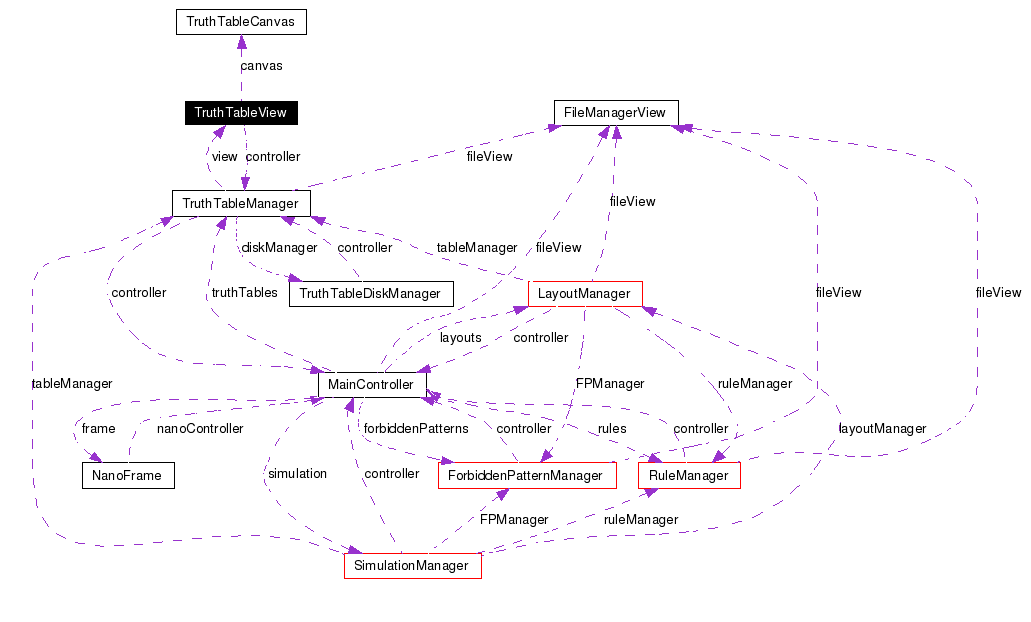 TruthTableCanvas
canvas
TruthTableView
FileManagerView
view
controller
fileView
TruthTableManager
fileView
diskManager
controller
tableManager
fileView
controller
truthTables
TruthTableDiskManager
LayoutManager
fileView
fileView
layouts
controller
tableManager
MainController
FPManager
ruleManager
frame
nanoController
forbiddenPatterns
controller
rules
controller
layoutManager
NanoFrame
simulation
controller
ForbiddenPatternManager
RuleManager
FPManager
ruleManager
SimulationManager